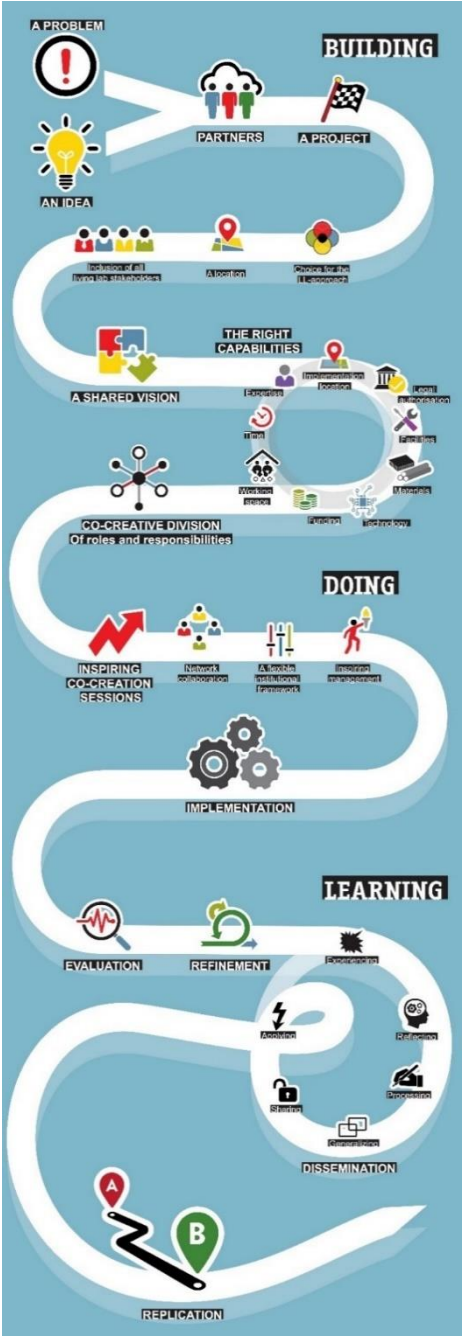 A PROBLEM
BUILDING
AN IDEA
PARTNERS
A PROJECT
Choice for the
LL-approach
A location
Inclusion of all
living lab stakeholders
A SHARED VISION
THE RIGHT
CAPABILITIES
Implementation
location
Legal
authorisation
Facilities
Materials
Technology
Funding
Working
space
Time
Expertise
CO-CREATIVE DIVISION
Of roles and responsibilities
DOING
INSPIRING
CO-CREATION
SESSIONS
Network
collaboration
A flexible
institutional
framework
Inspiring
management
IMPLEMENTATION
LEARNING
EVALUATION
REFINEMENT
Experiencing
Reflecting
Processing
Generalizing
Sharing
Applying
DISSEMINATION
A
B
REPLICATION